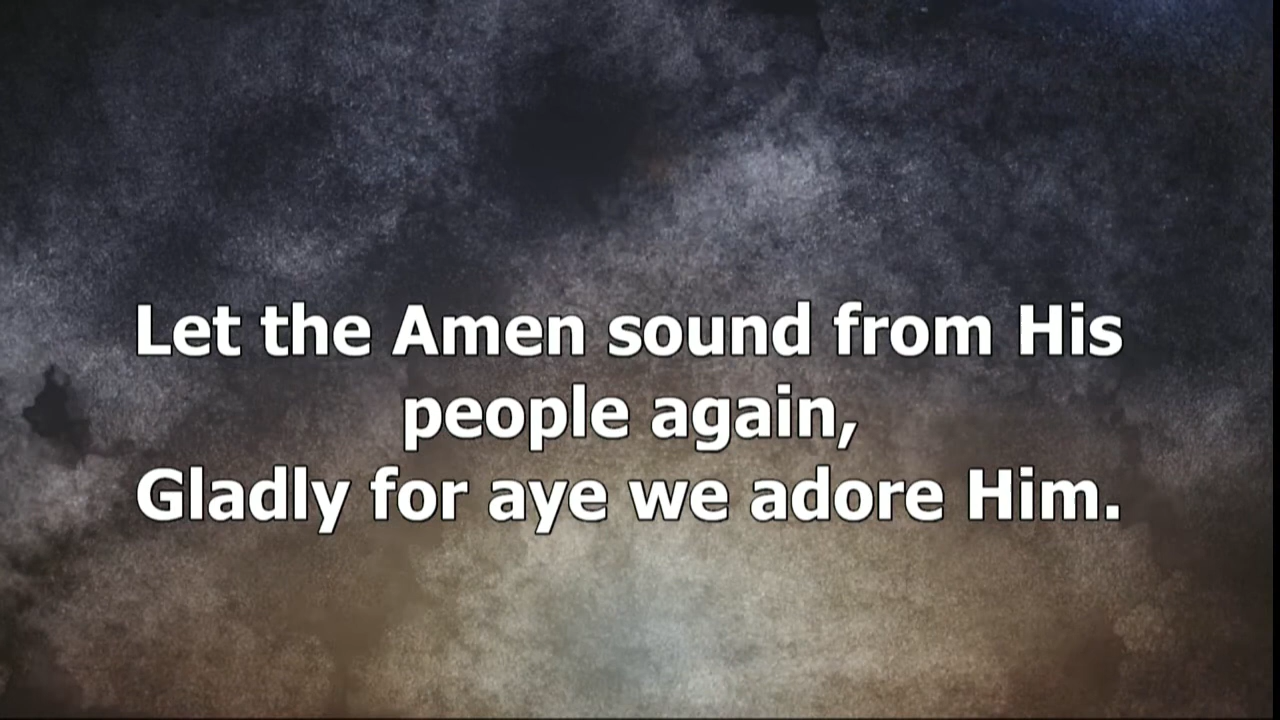 Let the Amen sound from His
people again,
Gladly for aye we adore Him.